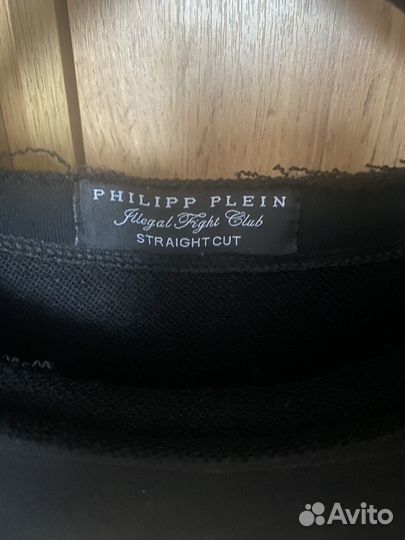 PHILIPP PLEIN
Illegal Fight Club
STRAIGHT CUT
Avito